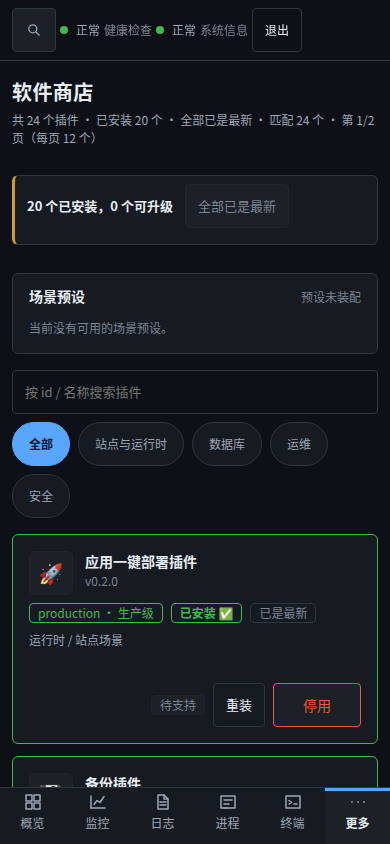 正常 健康检查 正常 系统信息 退出
软件商店
共 24 个插件 · 已安装 20 个 · 全部已是最新 · 匹配 24 个 · 第 1/2
页（每页 12 个）
20 个已安装，0 个可升级 全部已是最新
场景预设 预设未装配
当前没有可用的场景预设。
按 id / 名称搜索插件
全部 站点与运行时 数据库 运维
安全
应用一键部署插件
v0.2.0
production · 生产级 已安装 ✅ 已是最新
运行时 / 站点场景
待支持 重装 停用
备份插件
概览 监控 日志 进程 终端 更多